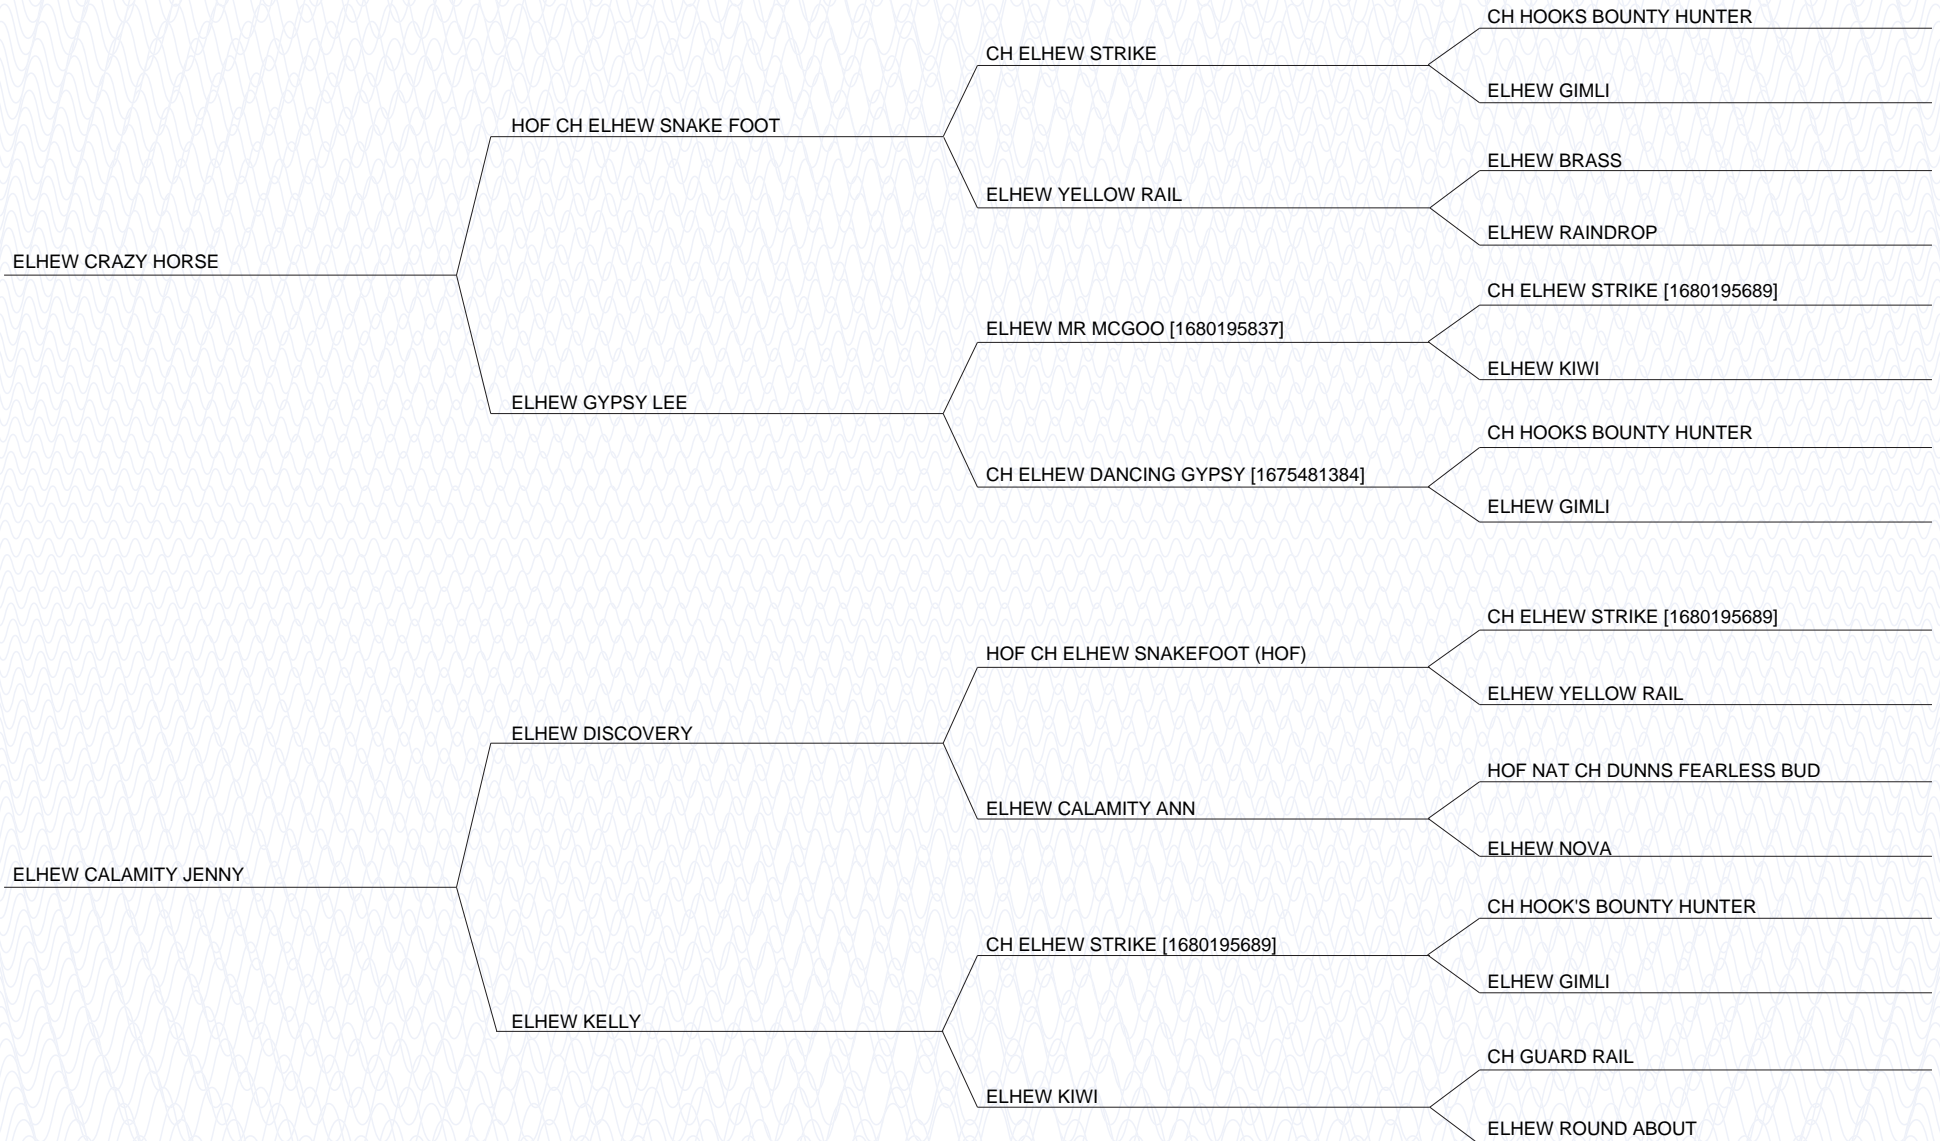 CH HOOKS BOUNTY HUNTER
CH ELHEW STRIKE
ELHEW GIMLI
HOF CH ELHEW SNAKE FOOT
ELHEW BRASS
ELHEW YELLOW RAIL
ELHEW RAINDROP
ELHEW CRAZY HORSE
CH ELHEW STRIKE [1680195689]
ELHEW MR MCGOO [1680195837]
ELHEW KIWI
ELHEW GYPSY LEE
CH HOOKS BOUNTY HUNTER
CH ELHEW DANCING GYPSY [1675481384]
ELHEW GIMLI
CH ELHEW STRIKE [1680195689]
HOF CH ELHEW SNAKEFOOT (HOF)
ELHEW YELLOW RAIL
ELHEW DISCOVERY
HOF NAT CH DUNNS FEARLESS BUD
ELHEW CALAMITY ANN
ELHEW NOVA
ELHEW CALAMITY JENNY
CH HOOK'S BOUNTY HUNTER
CH ELHEW STRIKE [1680195689]
ELHEW GIMLI
ELHEW KELLY
CH GUARD RAIL
ELHEW KIWI
ELHEW ROUND ABOUT